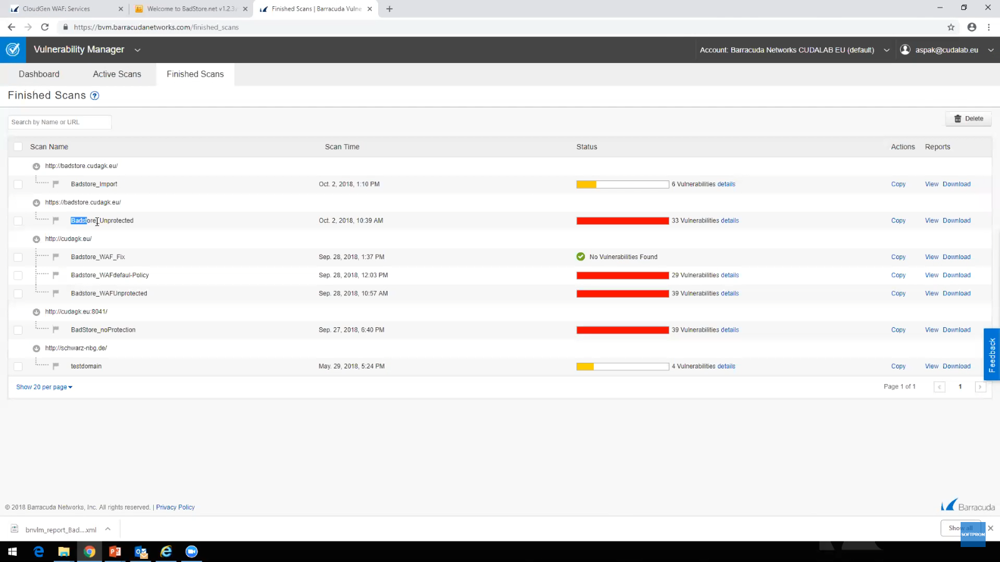 CloudGen WAF: Services
Welcome to BadStore.net v1.2.3
Finished Scans | Barracuda Vulne
https://bvm.barracudanetworks.com/finished_scans
Vulnerability Manager
Account: Barracuda Networks CUDALAB EU (default)
aspak@cudalab.eu
Dashboard Active Scans Finished Scans
Finished Scans ?
Search by Name or URL
Delete
Scan Name Scan Time Status Actions Reports
http://badstore.cudagk.eu/
Badstore_Import Oct. 2, 2018, 1:10 PM 6 Vulnerabilities details Copy View Download
https://badstore.cudagk.eu/
Badstore_Unprotected Oct. 2, 2018, 10:39 AM 33 Vulnerabilities details Copy View Download
http://cudagk.eu/
Badstore_WAF_Fix Sep. 28, 2018, 1:37 PM No Vulnerabilities Found Copy View Download
Badstore_WAFdefaul-Policy Sep. 28, 2018, 12:03 PM 29 Vulnerabilities details Copy View Download
Badstore_WAFUnprotected Sep. 28, 2018, 10:57 AM 39 Vulnerabilities details Copy View Download
http://cudagk.eu:8041/
BadStore_noProtection Sep. 27, 2018, 6:40 PM 39 Vulnerabilities details Copy View Download
http://schwarz-nbg.de/
testdomain May. 29, 2018, 5:24 PM 4 Vulnerabilities details Copy View Download
Show 20 per page
Page 1 of 1
1
Feedback
© 2018 Barracuda Networks, Inc. All rights reserved. | Privacy Policy
Barracuda
bnvlm_report_Bad....xml
Show all
SOFTPROM